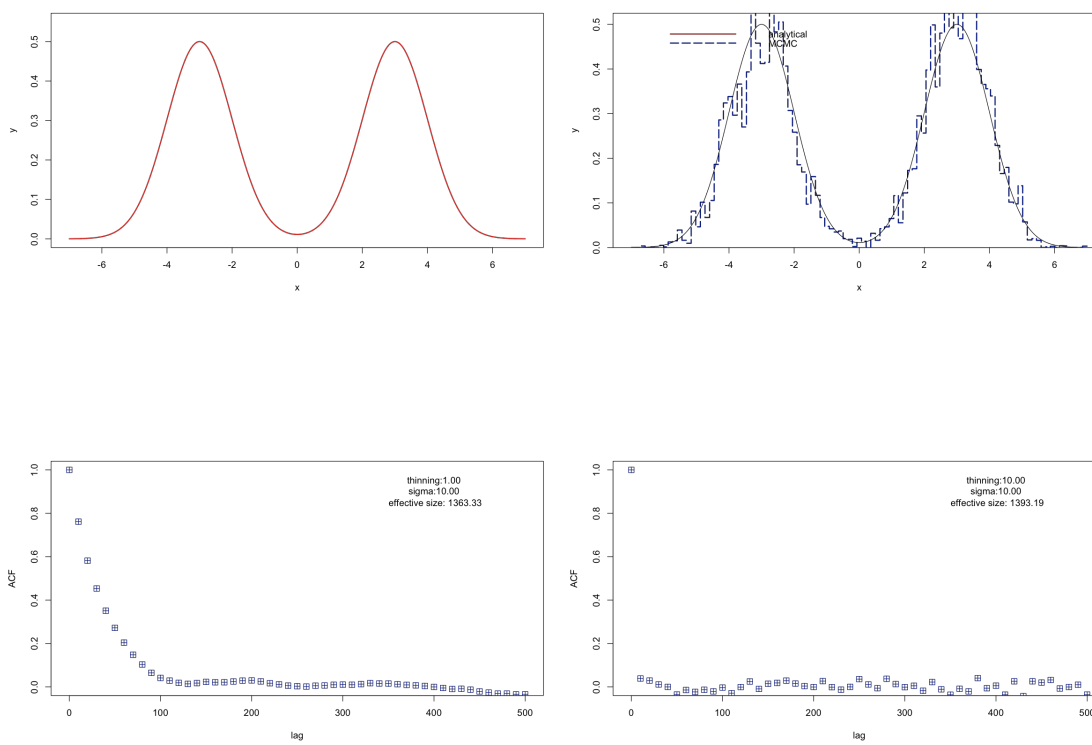 0.0 0.1 0.2 0.3 0.4 0.5
y
-6 -4 -2 0 2 4 6
x
analytical
MCMC
0.0 0.1 0.2 0.3 0.4 0.5
y
-6 -4 -2 0 2 4 6
x
thinning:1.00
sigma:10.00
effective size: 1363.33
0.0 0.2 0.4 0.6 0.8 1.0
ACF
0 100 200 300 400 500
lag
thinning:10.00
sigma:10.00
effective size: 1393.19
0.0 0.2 0.4 0.6 0.8 1.0
ACF
0 100 200 300 400 500
lag